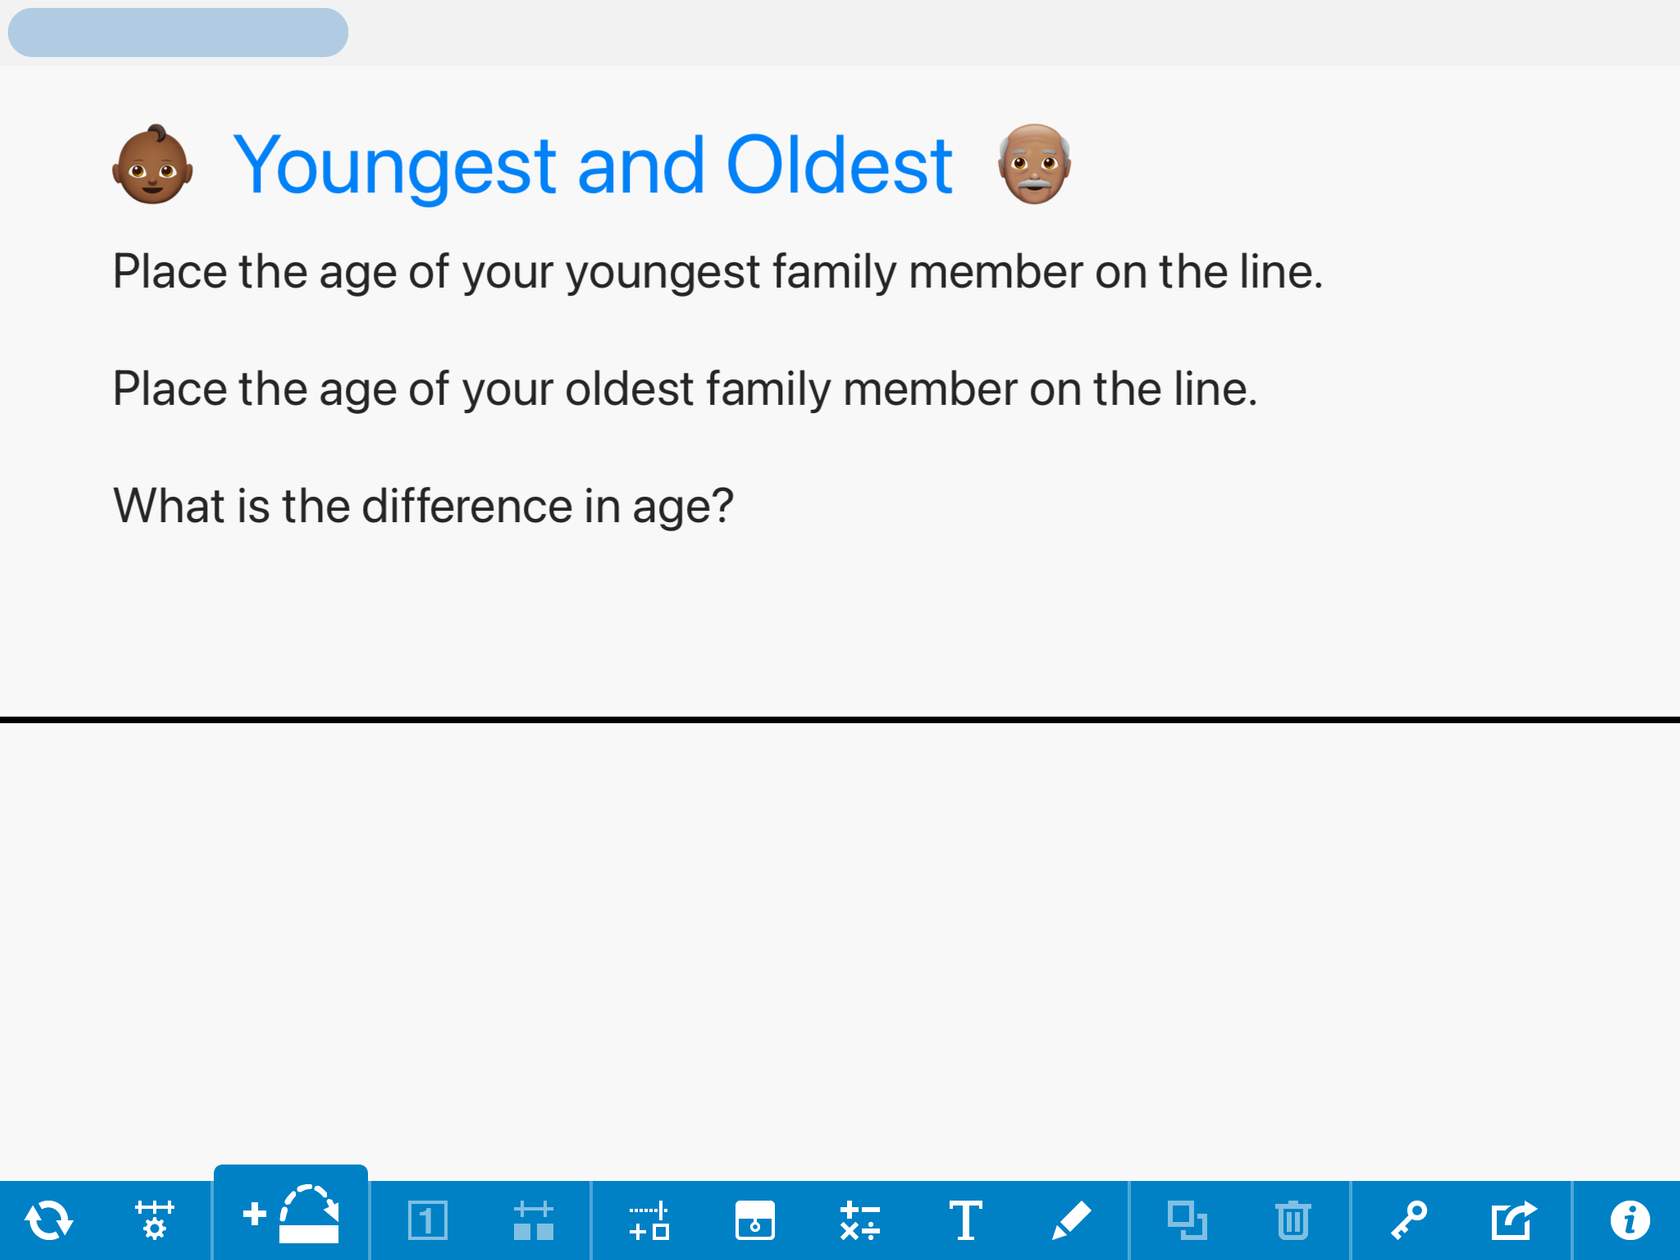 Youngest and Oldest
Place the age of your youngest family member on the line.
Place the age of your oldest family member on the line.
What is the difference in age?
1
T
i